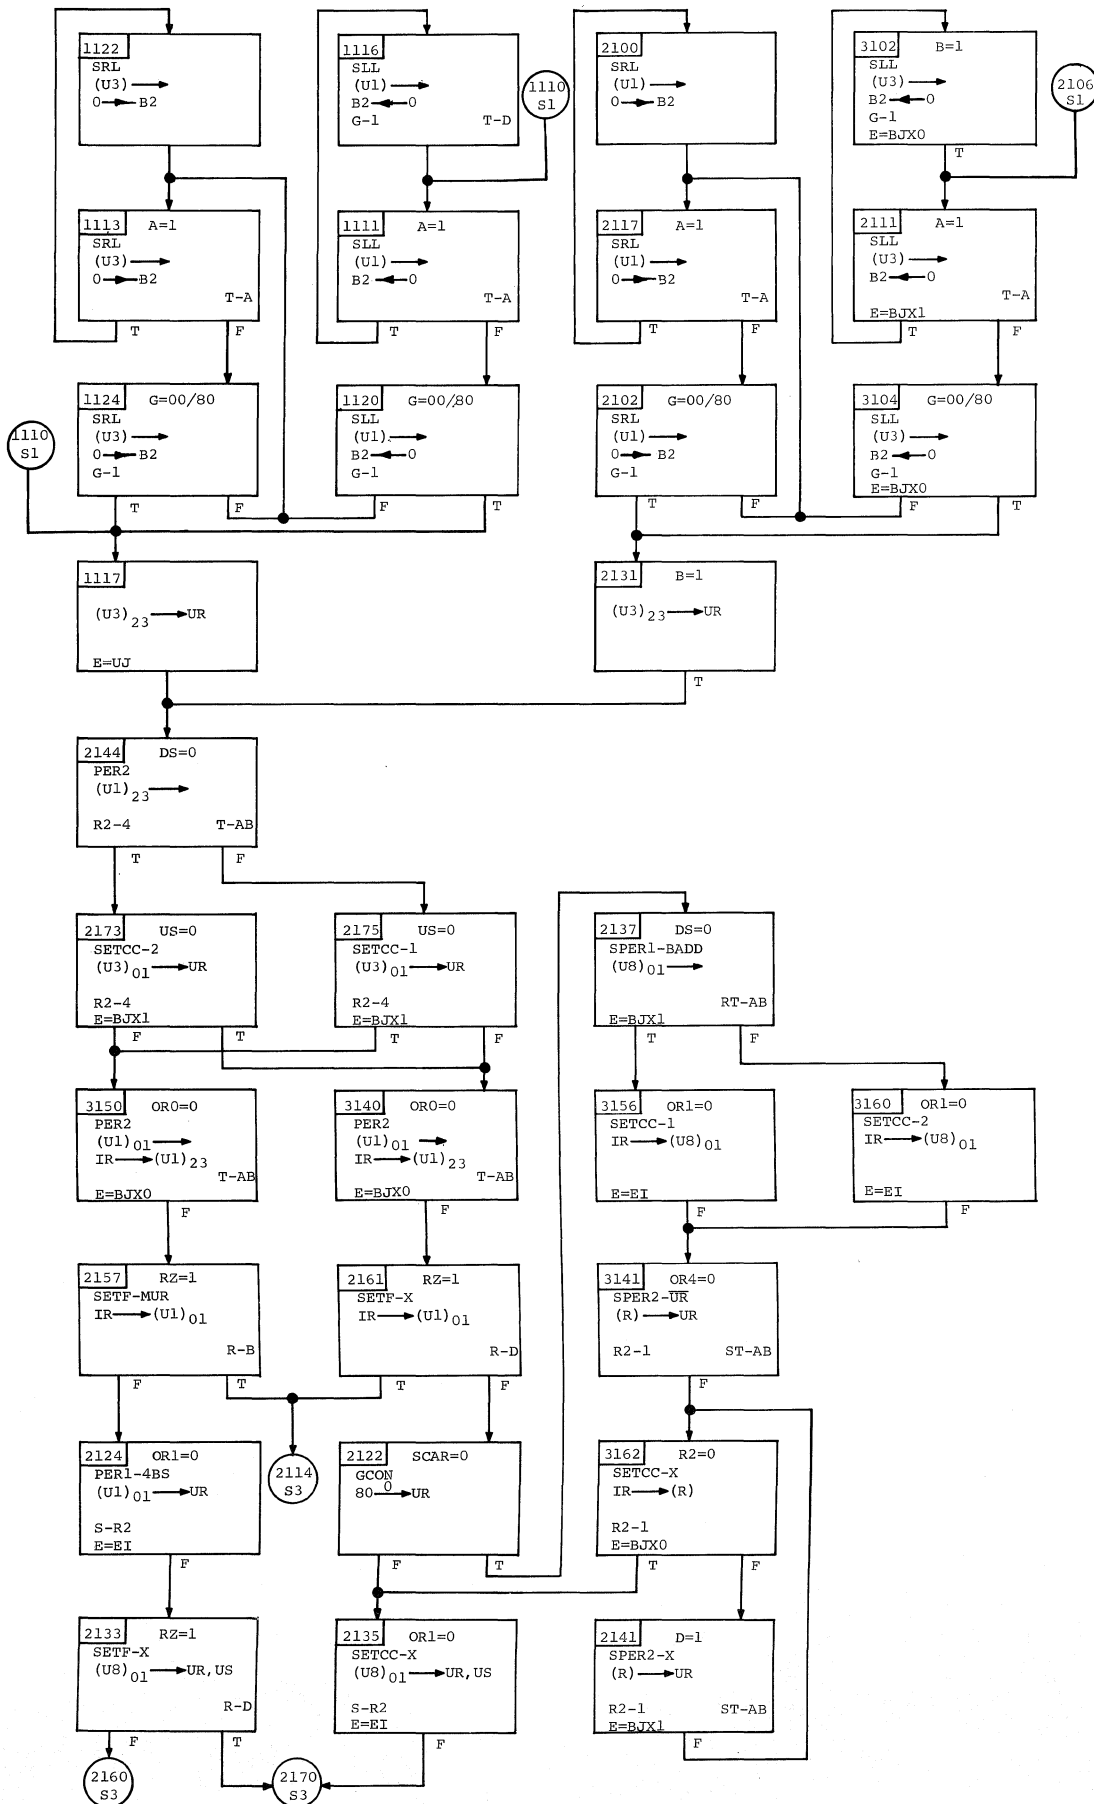 1122
SRL
(U3)
0 B2
1116
SLL
(U1)
B2 0
G-1 T-D
1110
S1
2100
SRL
(U1)
0 B2
3102 B=1
SLL
(U3)
B2 0
G-1
E=BJX0
T
2106
S1
1113 A=1
SRL
(U3)
0 B2
T-A
T F
1111 A=1
SLL
(U1)
B2 0
T-A
T F
2117 A=1
SRL
(U1)
0 B2
T-A
T F
2111 A=1
SLL
(U3)
B2 0
T-A
E=BJX1
T F
1110
S1
1124 G=00/80
SRL
(U3)
0 B2
G-1
T F
1120 G=00/80
SLL
(U1)
B2 0
G-1
F T
2102 G=00/80
SRL
(U1)
0 B2
G-1
T F
3104 G=00/80
SLL
(U3)
B2 0
G-1
E=BJX0
F T
1117
(U3)23 UR
E=UJ
2131 B=1
(U3)23 UR
T
2144 DS=0
PER2
(U1)23
R2-4 T-AB
T F
2173 US=0
SETCC-2
(U3)01 UR
R2-4
E=BJX1
F T
2175 US=0
SETCC-1
(U3)01 UR
R2-4
E=BJX1
T F
2137 DS=0
SPER1-BADD
(U8)01
RT-AB
E=BJX1
T F
3150 OR0=0
PER2
(U1)01
IR (U1)23
T-AB
E=BJX0
F
3140 OR0=0
PER2
(U1)01
IR (U1)23
T-AB
E=BJX0
F
3156 OR1=0
SETCC-1
IR (U8)01
E=EI
F
3160 OR1=0
SETCC-2
IR (U8)01
E=EI
F
2157 RZ=1
SETF-MUR
IR (U1)01
R-B
F T
2161 RZ=1
SETF-X
IR (U1)01
R-D
T F
3141 OR4=0
SPER2-U̅R̅
(R) UR
R2-1 ST-AB
F
2124 OR1=0
PER1-4BS
(U1)01 UR
S-R2
E=EI
F
2114
S3
2122 SCAR=0
GCON
80 0 UR
F T
3162 R2=0
SETCC-X
IR (R)
R2-1
E=BJX0
T F
2133 RZ=1
SETF-X
(U8)01 UR,US
R-D
F T
2135 OR1=0
SETCC-X
(U8)01 UR,US
S-R2
E=EI
F
2141 D=1
SPER2-X
(R) UR
R2-1 ST-AB
E=BJX1
F
2160
S3
2170
S3